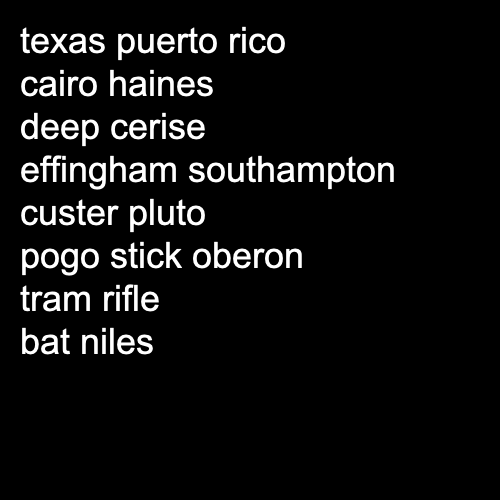 texas puerto rico
cairo haines
deep cerise
effingham southampton
custer pluto
pogo stick oberon
tram rifle
bat niles